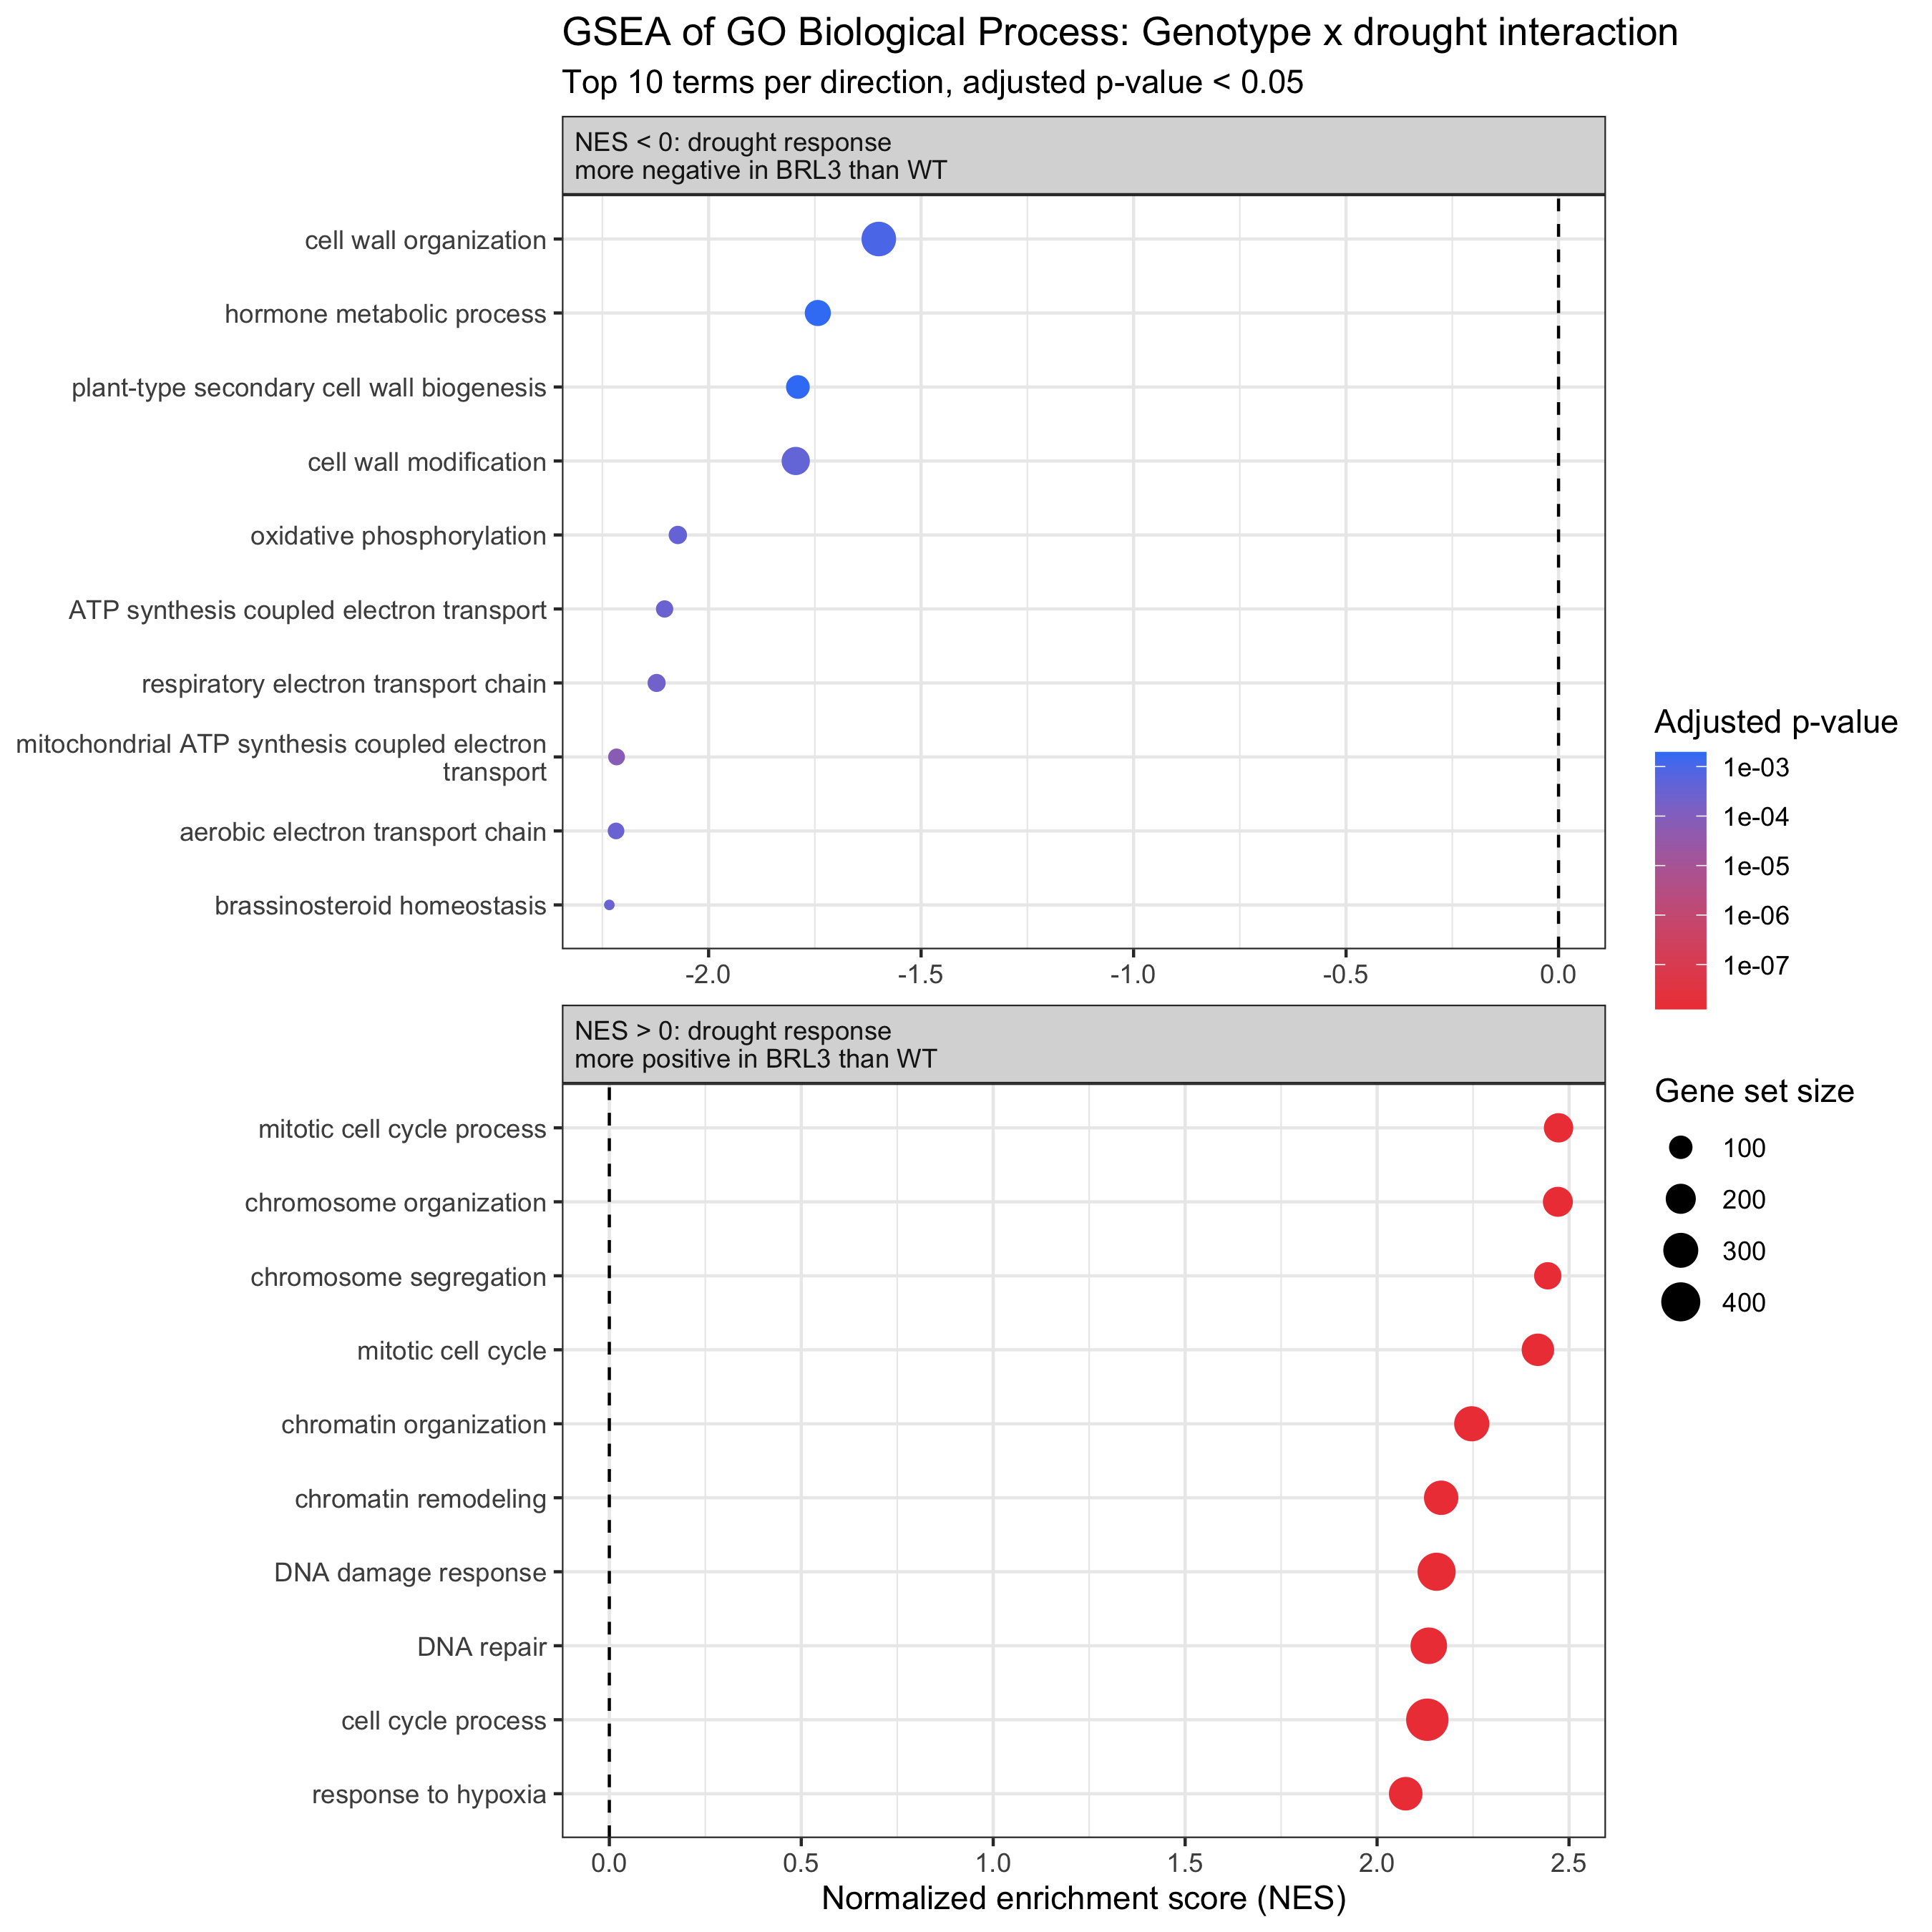 GSEA of GO Biological Process: Genotype x drought interaction
Top 10 terms per direction, adjusted p-value < 0.05
NES < 0: drought response
more negative in BRL3 than WT
cell wall organization
hormone metabolic process
plant-type secondary cell wall biogenesis
cell wall modification
oxidative phosphorylation
ATP synthesis coupled electron transport
respiratory electron transport chain
mitochondrial ATP synthesis coupled electron
transport
aerobic electron transport chain
brassinosteroid homeostasis
-2.0 -1.5 -1.0 -0.5 0.0
NES > 0: drought response
more positive in BRL3 than WT
mitotic cell cycle process
chromosome organization
chromosome segregation
mitotic cell cycle
chromatin organization
chromatin remodeling
DNA damage response
DNA repair
cell cycle process
response to hypoxia
0.0 0.5 1.0 1.5 2.0 2.5
Normalized enrichment score (NES)
Adjusted p-value
1e-03
1e-04
1e-05
1e-06
1e-07
Gene set size
100
200
300
400